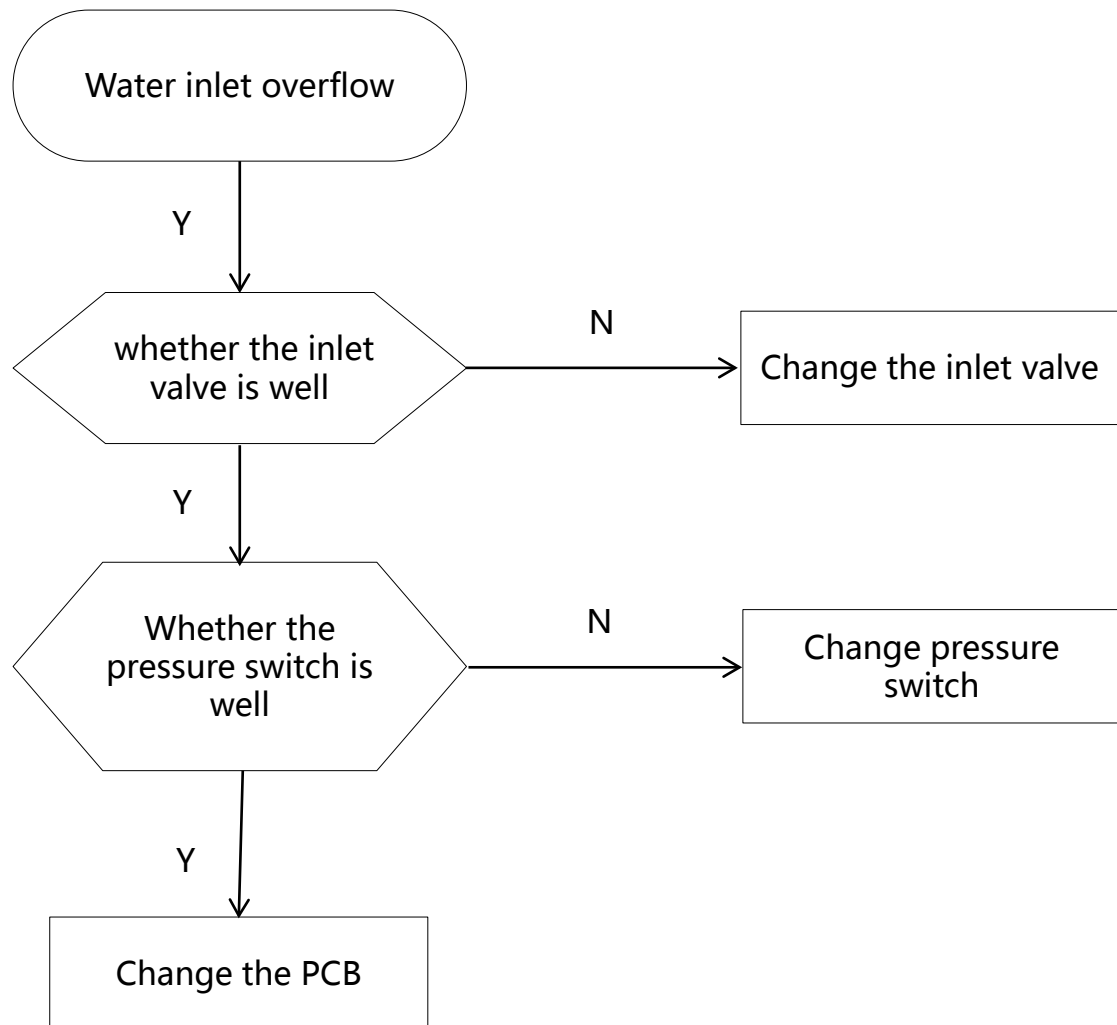 Water inlet overflow
Y
whether the inlet
valve is well
N
Change the inlet valve
Y
Whether the
pressure switch is
well
N
Change pressure
switch
Y
Change the PCB